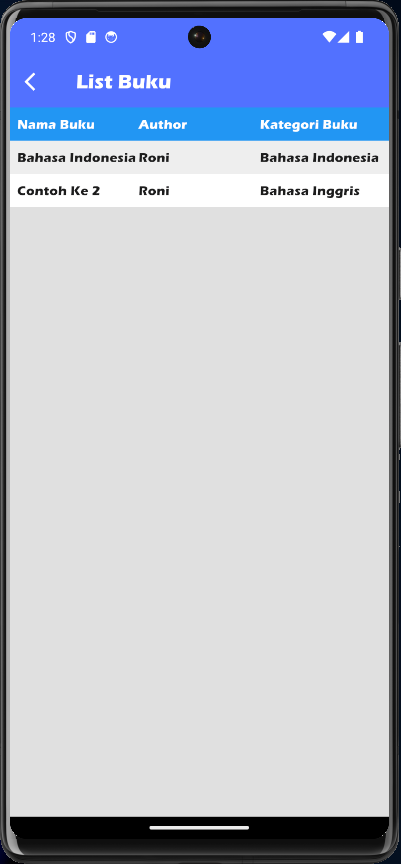 1:28
List Buku
Nama Buku Author Kategori Buku
Bahasa Indonesia Roni Bahasa Indonesia
Contoh Ke 2 Roni Bahasa Inggris